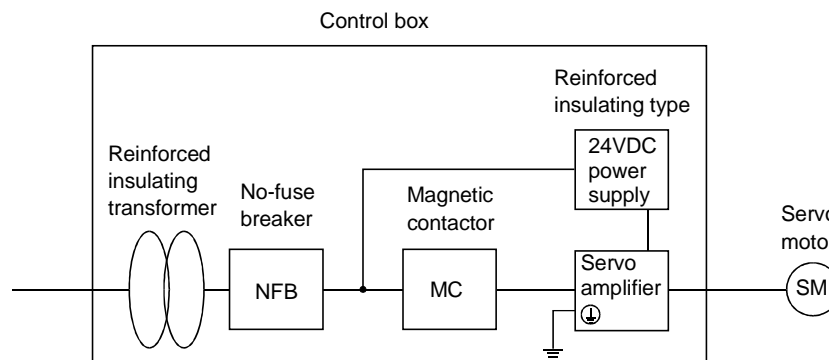 Control box
Reinforced
insulating type
24VDC
power
supply
Reinforced
insulating
transformer
No-fuse
breaker
Magnetic
contactor
NFB
MC
Servo
amplifier
Servo
moto
SM